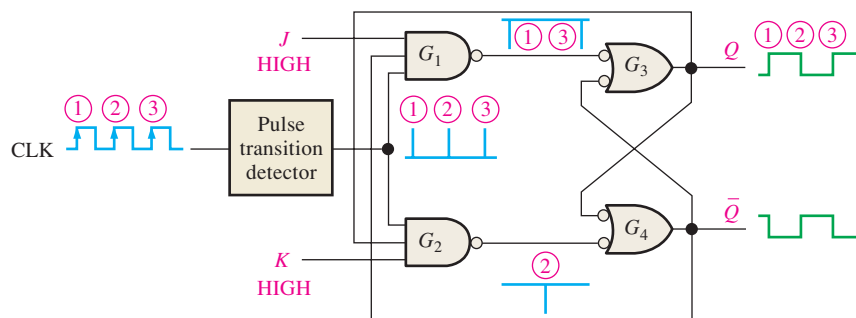 J
HIGH
G1
① ③
G3
Q
① ② ③
① ② ③
CLK
Pulse
transition
detector
① ② ③
G2
K
HIGH
②
G4
Q̄